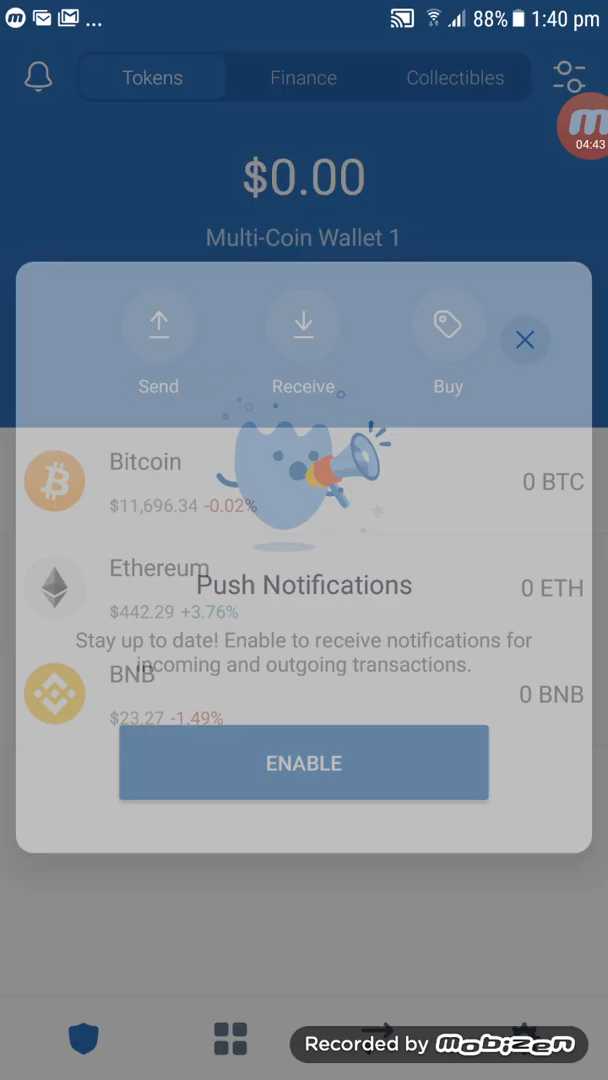 ... 88% 1:40 pm
Tokens Finance Collectibles
04:43
$0.00
Multi-Coin Wallet 1
Send Receive Buy
Bitcoin
$11,696.34 -0.02%
0 BTC
Ethereum
$442.29 +3.76%
0 ETH
Push Notifications
Stay up to date! Enable to receive notifications for
incoming and outgoing transactions.
BNB
$23.27 -1.49%
0 BNB
ENABLE
Recorded by mobizen